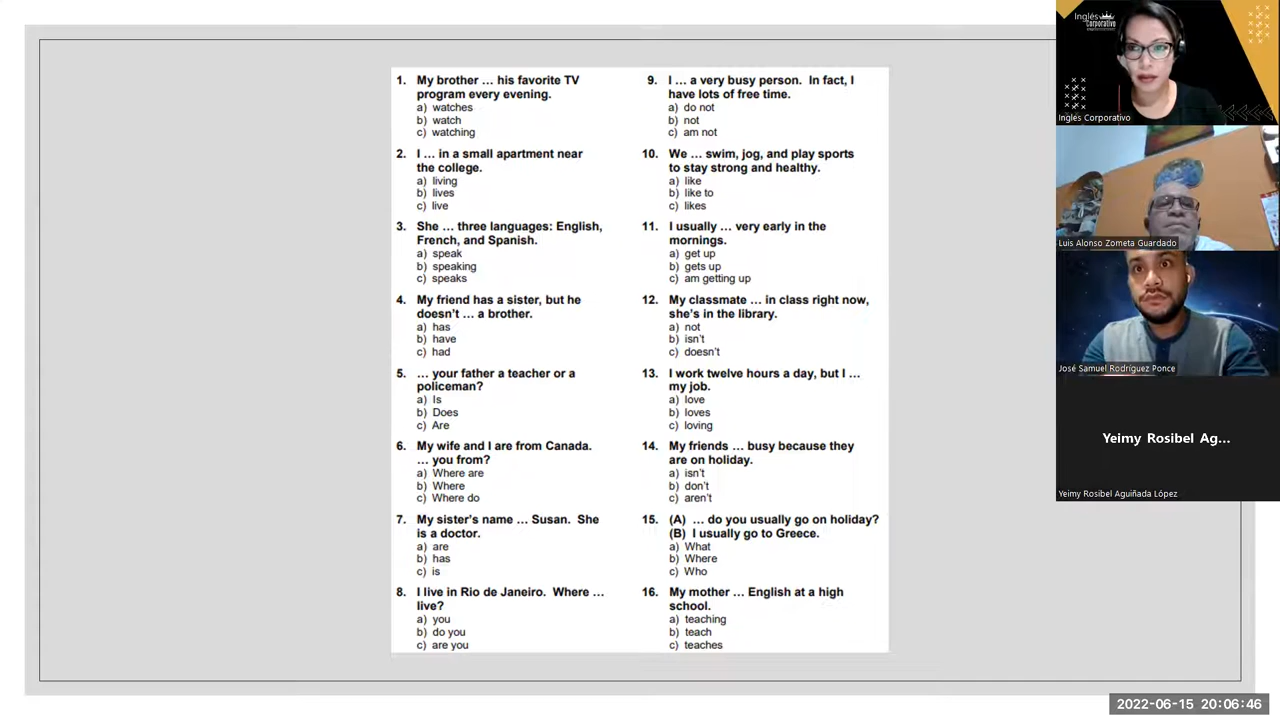 1. My brother … his favorite TV
program every evening.
a) watches
b) watch
c) watching
2. I … in a small apartment near
the college.
a) living
b) lives
c) live
3. She … three languages: English,
French, and Spanish.
a) speak
b) speaking
c) speaks
4. My friend has a sister, but he
doesn't … a brother.
a) has
b) have
c) had
5. … your father a teacher or a
policeman?
a) Is
b) Does
c) Are
6. My wife and I are from Canada.
… you from?
a) Where are
b) Where
c) Where do
7. My sister's name … Susan. She
is a doctor.
a) are
b) has
c) is
8. I live in Rio de Janeiro. Where …
live?
a) you
b) do you
c) are you
9. I … a very busy person. In fact, I
have lots of free time.
a) do not
b) not
c) am not
10. We … swim, jog, and play sports
to stay strong and healthy.
a) like
b) like to
c) likes
11. I usually … very early in the
mornings.
a) get up
b) gets up
c) am getting up
12. My classmate … in class right now,
she's in the library.
a) not
b) isn't
c) doesn't
13. I work twelve hours a day, but I …
my job.
a) love
b) loves
c) loving
14. My friends … busy because they
are on holiday.
a) isn't
b) don't
c) aren't
15. (A) … do you usually go on holiday?
(B) I usually go to Greece.
a) What
b) Where
c) Who
16. My mother … English at a high
school.
a) teaching
b) teach
c) teaches
Inglés
Corporativo
Inglés Corporativo
Luis Alonso Zometa Guardado
José Samuel Rodríguez Ponce
Yeimy Rosibel Ag...
Yeimy Rosibel Aguiñada López
2022-06-15 20:06:46